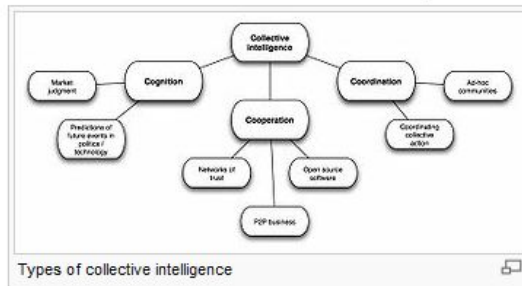 Collective
intelligence
Market
judgment
Cognition
Coordination
Ad-hoc
communities
Predictions of
future events in
politics /
technology
Cooperation
Coordinating
collective
action
Networks of
trust
Open source
software
P2P business
Types of collective intelligence